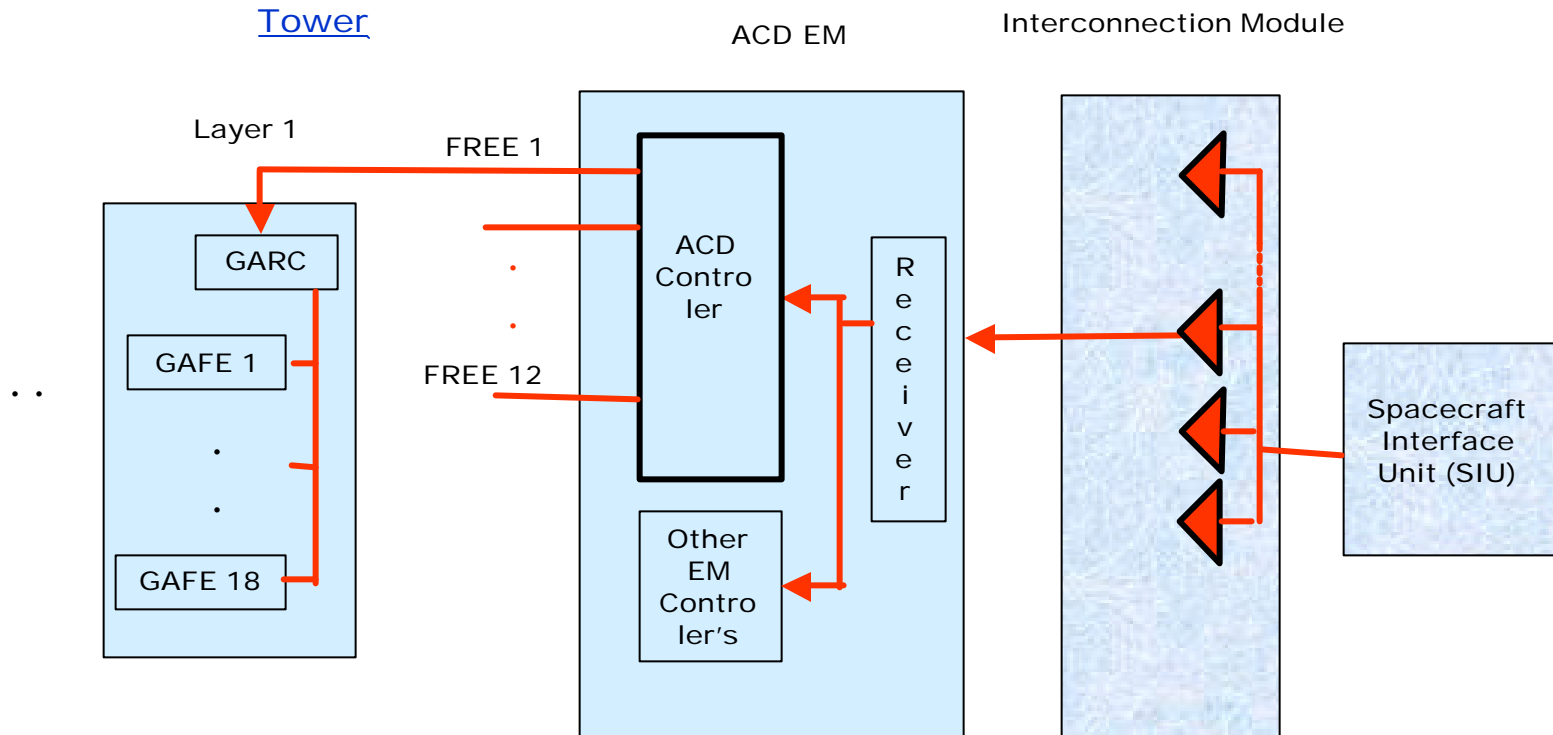 Tower
ACD EM
Interconnection Module
Layer 1
FREE 1
GARC
GAFE 1
.
.
GAFE 18
. .
.
.
FREE 12
ACD
Contro
ler
Other
EM
Contro
ler's
R
e
c
e
i
v
e
r
Spacecraft
Interface
Unit (SIU)